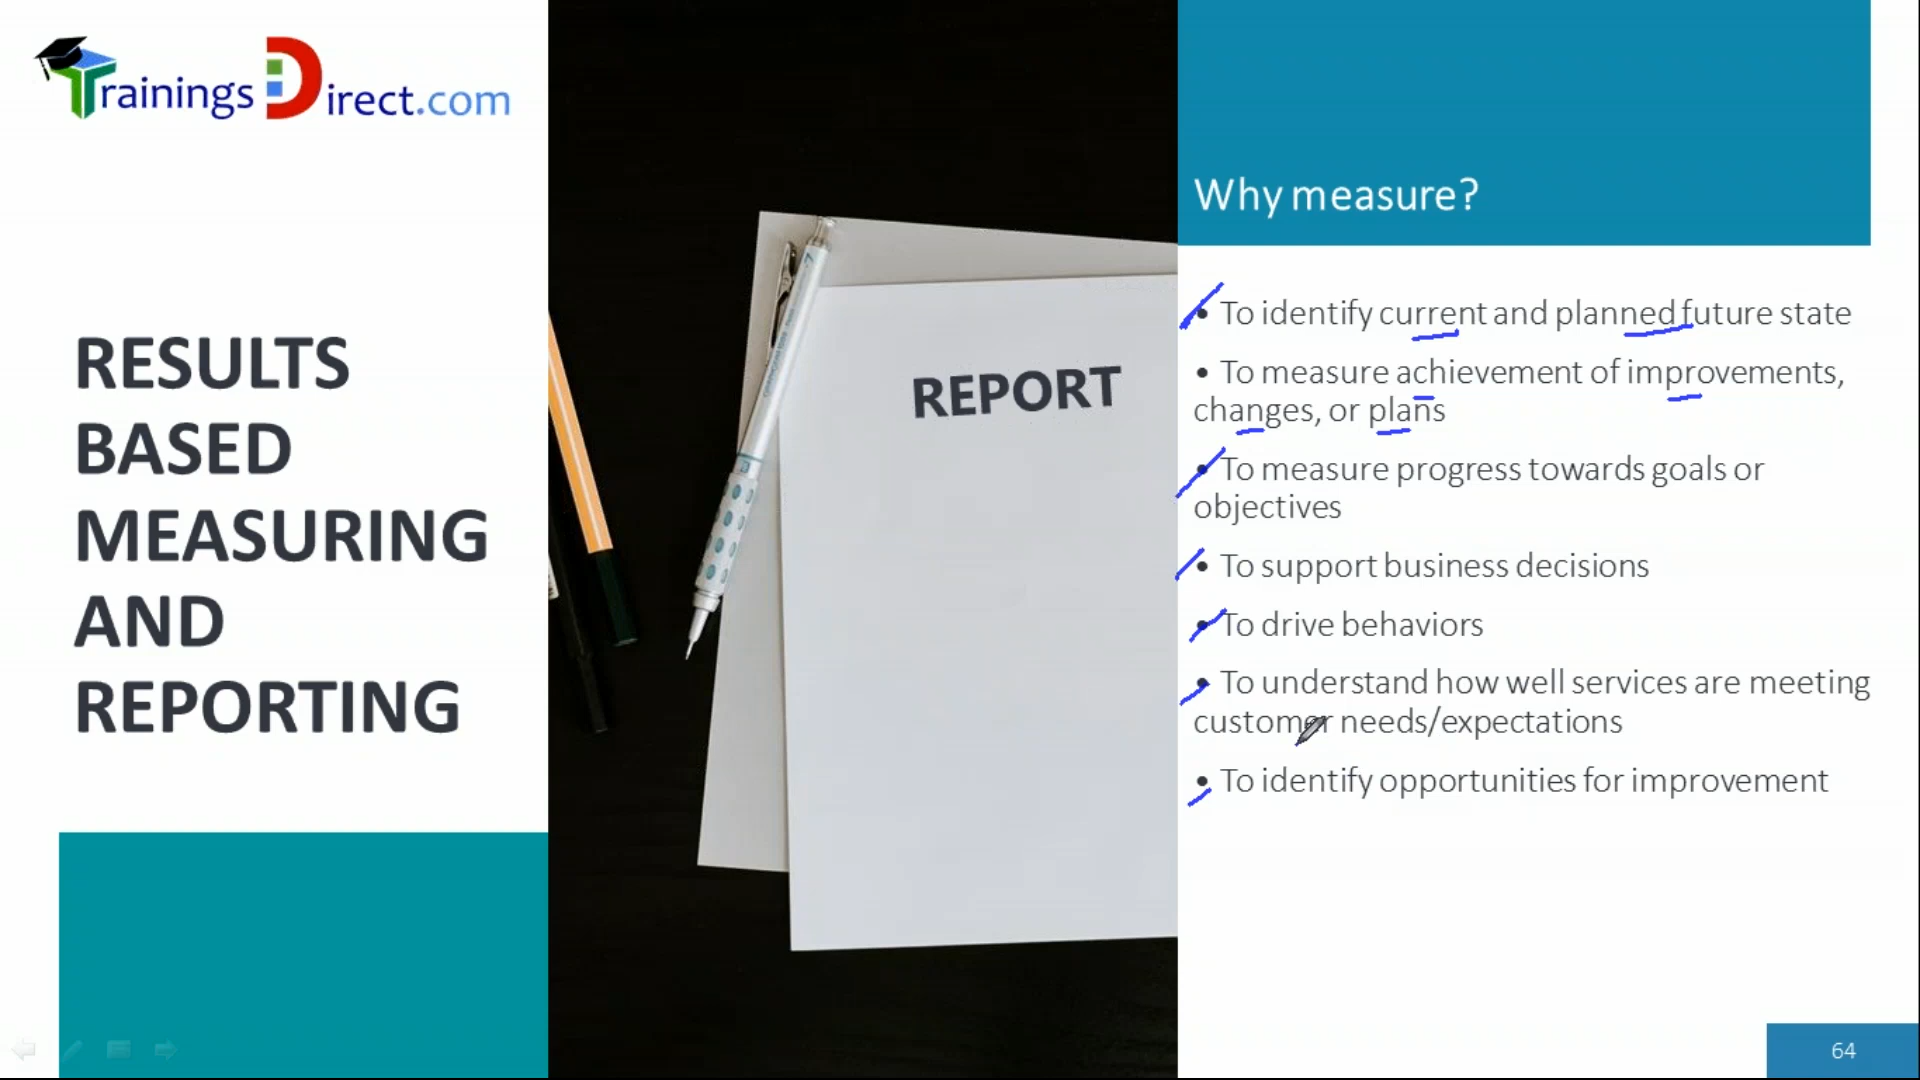 Trainings Direct.com
RESULTS
BASED
MEASURING
AND
REPORTING
REPORT
Why measure?
• To identify current and planned future state
• To measure achievement of improvements,
changes, or plans
• To measure progress towards goals or
objectives
• To support business decisions
• To drive behaviors
• To understand how well services are meeting
customer needs/expectations
• To identify opportunities for improvement
64